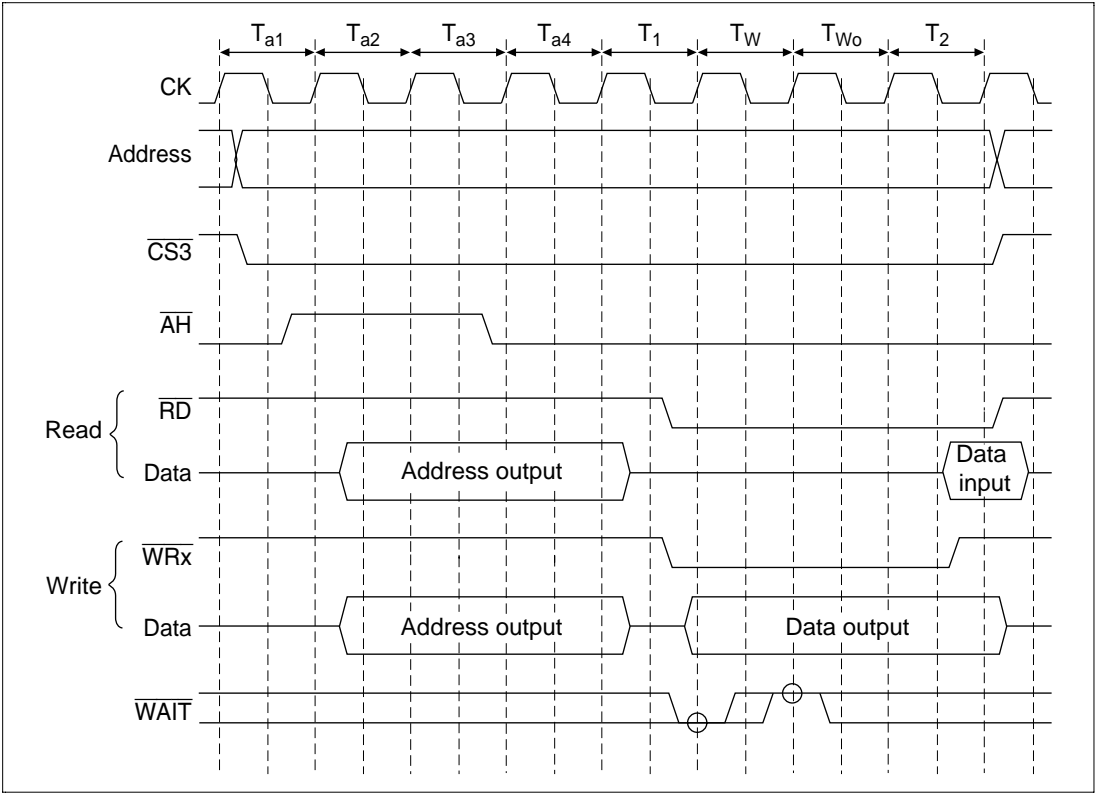 Ta1 Ta2 Ta3 Ta4 T1 TW TWo T2
CK
Address
CS3
AH
RD
Read
Data Address output Data input
WRx
Write
Data Address output Data output
WAIT